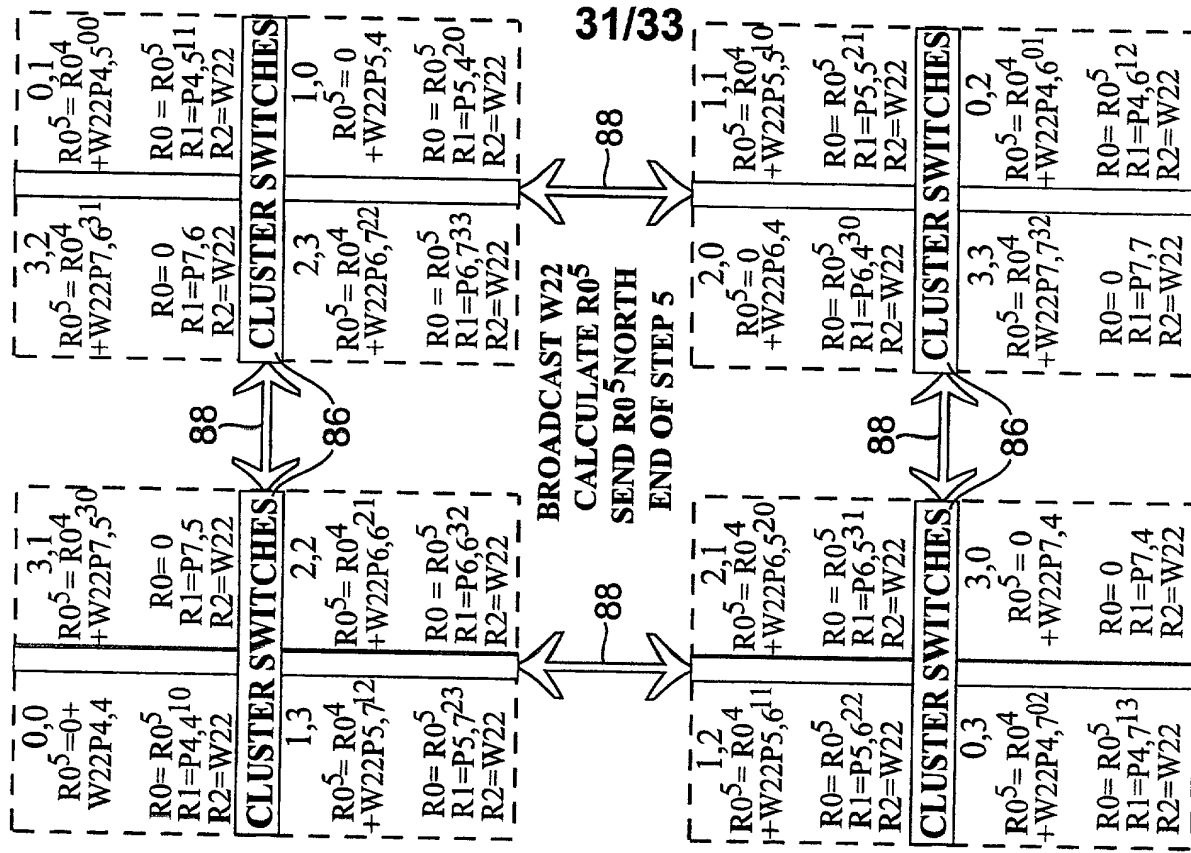 31/33
0,0
R0⁵=0+
W22P4,4
R0=R0⁵
R1=P4,4¹⁰
R2=W22
3,1
R0⁵= R0⁴
+W22P7,5³⁰
R0=0
R1=P7,5
R2=W22
CLUSTER SWITCHES
1,3
R0⁵= R0⁴
+W22P5,7¹²
R0= R0⁵
R1=P5,7²³
R2=W22
2,2
R0⁵= R0⁴
+W22P6,6²¹
R0= R0⁵
R1=P6,6³²
R2=W22
88
86
3,2
R0⁵= R0⁴
+W22P7,6³¹
R0=0
R1=P7,6
R2=W22
0,1
R0⁵= R0⁴
+W22P4,5⁰⁰
R0 = R0⁵
R1=P4,5¹¹
R2=W22
CLUSTER SWITCHES
2,3
R0⁵= R0⁴
+W22P6,7²²
R0 = R0⁵
R1=P6,7³³
R2=W22
1,0
R0⁵= 0
+W22P5,4
R0 = R0⁵
R1=P5,4²⁰
R2=W22
88
BROADCAST W22
CALCULATE R0⁵
SEND R0⁵ NORTH
END OF STEP 5
88
1,2
R0⁵= R0⁴
+W22P5,6¹¹
R0= R0⁵
R1=P5,6²²
R2=W22
2,1
R0⁵= R0⁴
+W22P6,5²⁰
R0= R0⁵
R1=P6,5³¹
R2=W22
CLUSTER SWITCHES
0,3
R0⁵= R0⁴
+W22P4,7⁰²
R0= R0⁵
R1=P4,7¹³
R2=W22
3,0
R0⁵= 0
+W22P7,4
R0=0
R1=P7,4
R2=W22
88
86
2,0
R0⁵= 0
+W22P6,4
R0= R0⁵
R1=P6,4³⁰
R2=W22
1,1
R0⁵= R0⁴
+W22P5,5¹⁰
R0= R0⁵
R1=P5,5²¹
R2=W22
CLUSTER SWITCHES
3,3
R0⁵= R0⁴
+W22P7,7³²
R0=0
R1=P7,7
R2=W22
0,2
R0⁵= R0⁴
+W22P4,6⁰¹
R0= R0⁵
R1=P4,6¹²
R2=W22